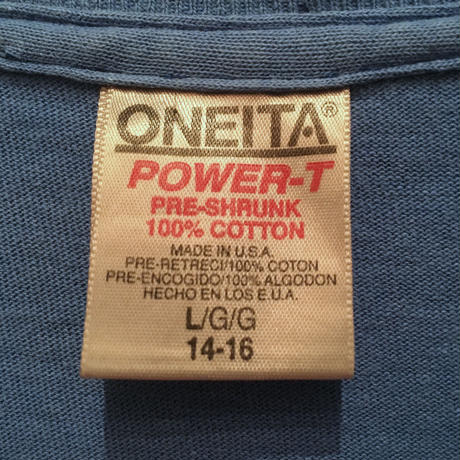 ONEITA®
POWER-T
PRE-SHRUNK
100% COTTON
MADE IN U.S.A.
PRE-RETRECI/100% COTON
PRE-ENCOGIDO/100% ALGODON
HECHO EN LOS E.U.A.
L/G/G
14-16